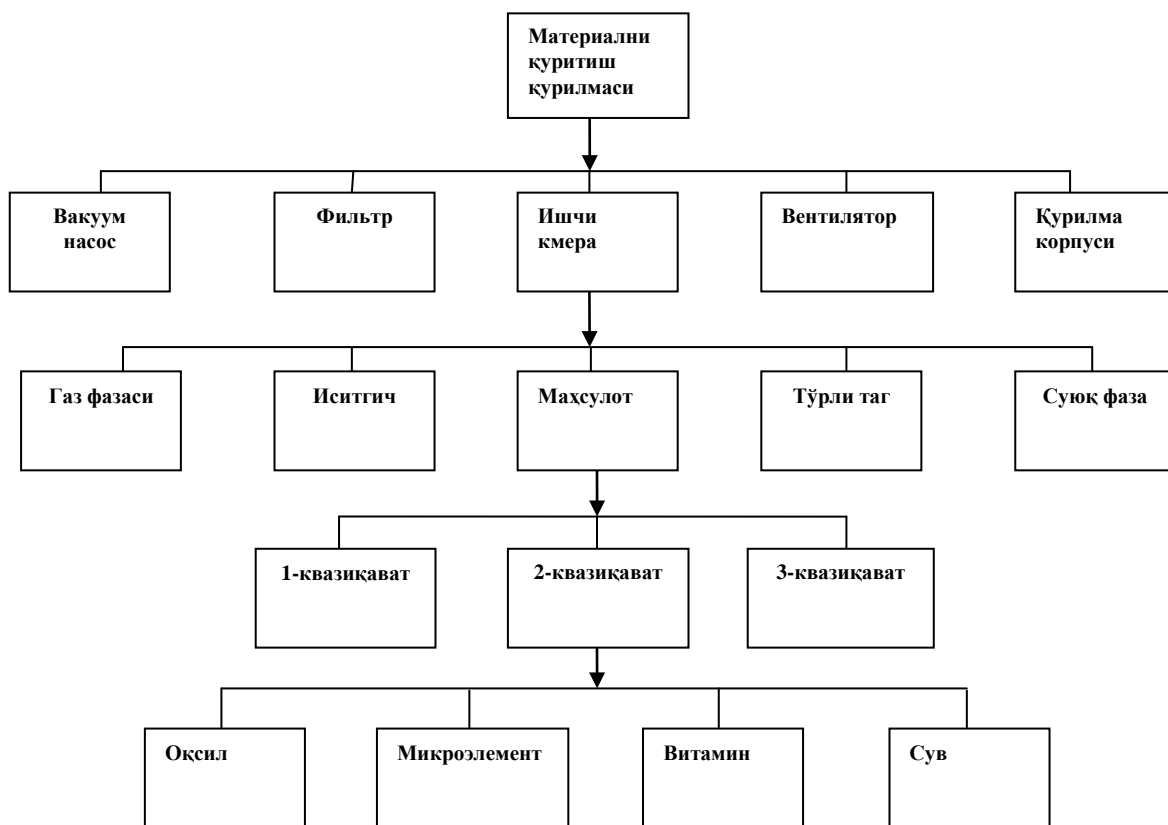 Материални
қуритиш
қурилмаси
Вакуум
насос
Фильтр
Ишчи
кмера
Вентилятор
Қурилма
корпуси
Газ фазаси
Иситгич
Маҳсулот
Тўрли таг
Суюқ фаза
1-квазиқават
2-квазиқават
3-квазиқават
Оқсил
Микроэлемент
Витамин
Сув